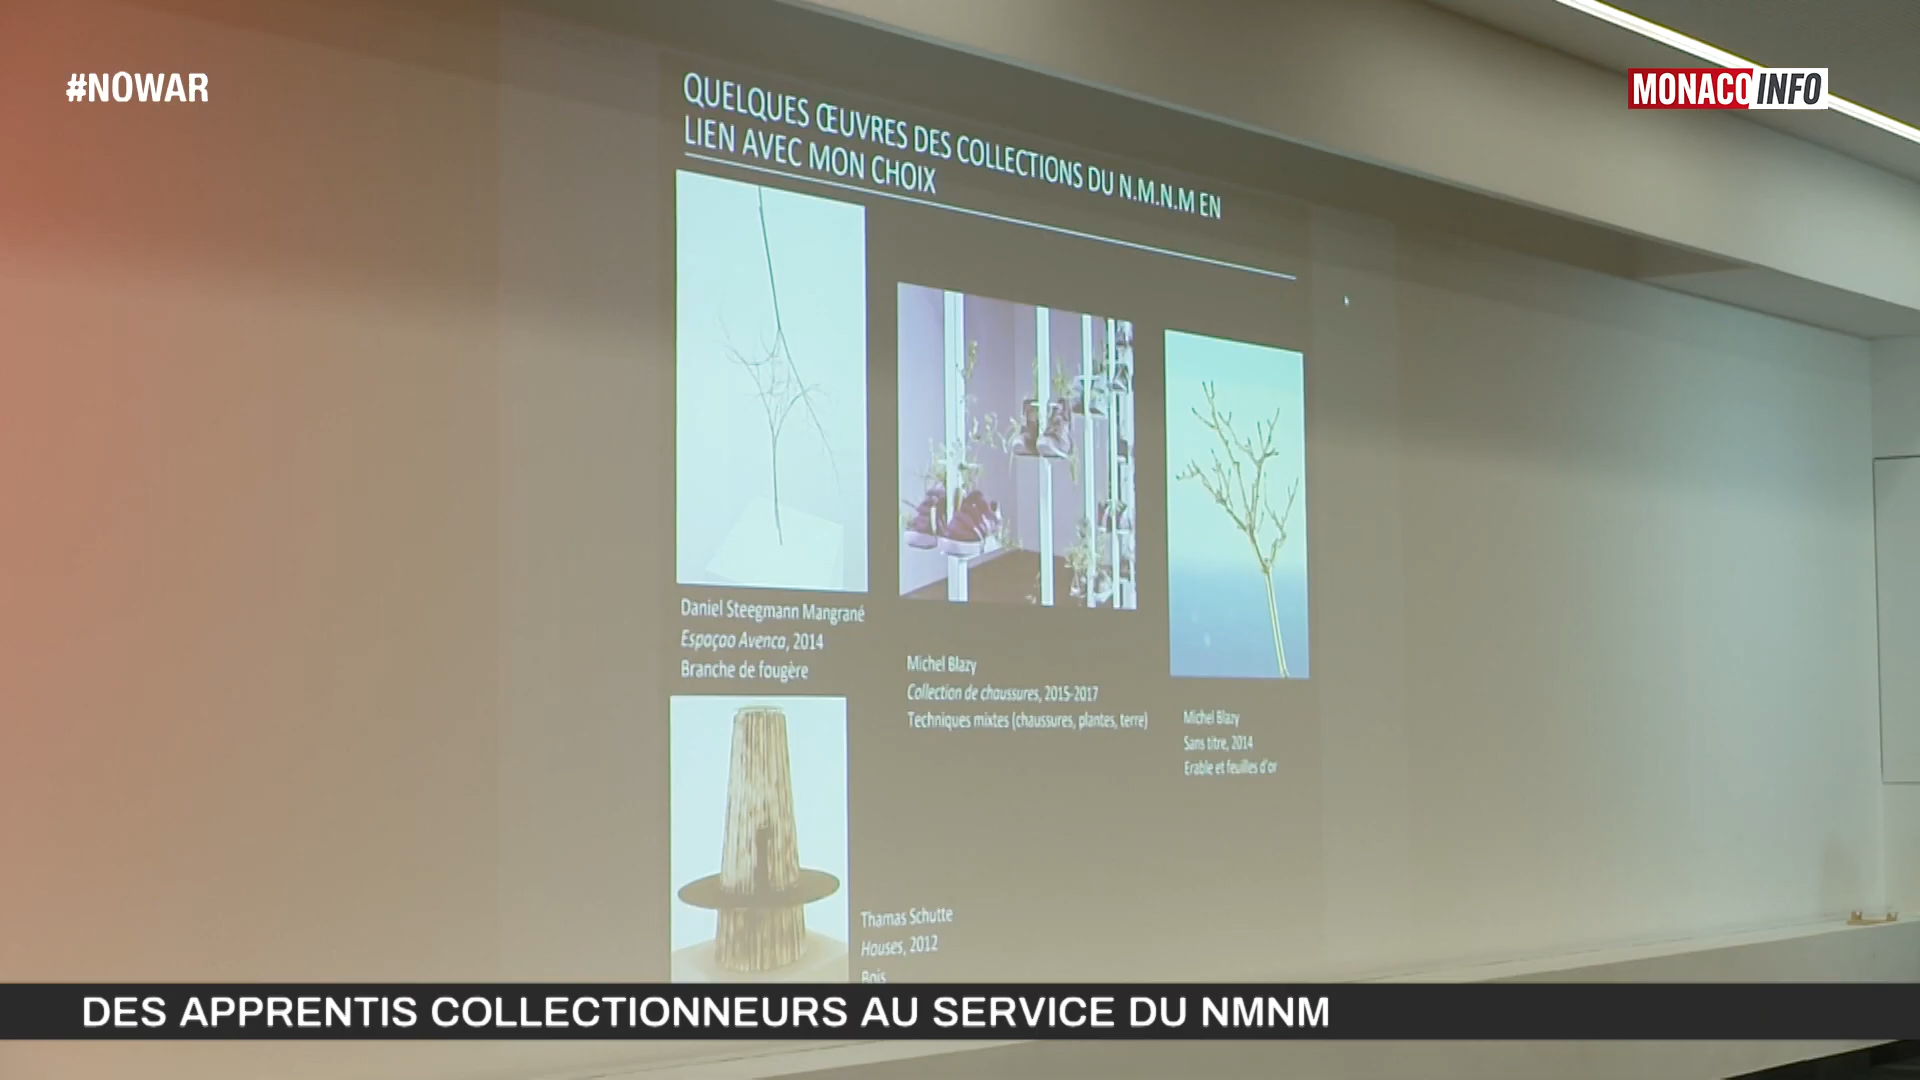 #NOWAR
MONACOINFO
QUELQUES ŒUVRES DES COLLECTIONS DU N.M.N.M EN
LIEN AVEC MON CHOIX
Daniel Steegmann Mangrané
Espaçao Avenca, 2014
Branche de fougère
Michel Blazy
Collection de chaussures, 2015-2017
Techniques mixtes (chaussures, plantes, terre)
Michel Blazy
Sans titre, 2014
Erable et feuilles d'or
Thamas Schutte
Houses, 2012
Bois
DES APPRENTIS COLLECTIONNEURS AU SERVICE DU NMNM